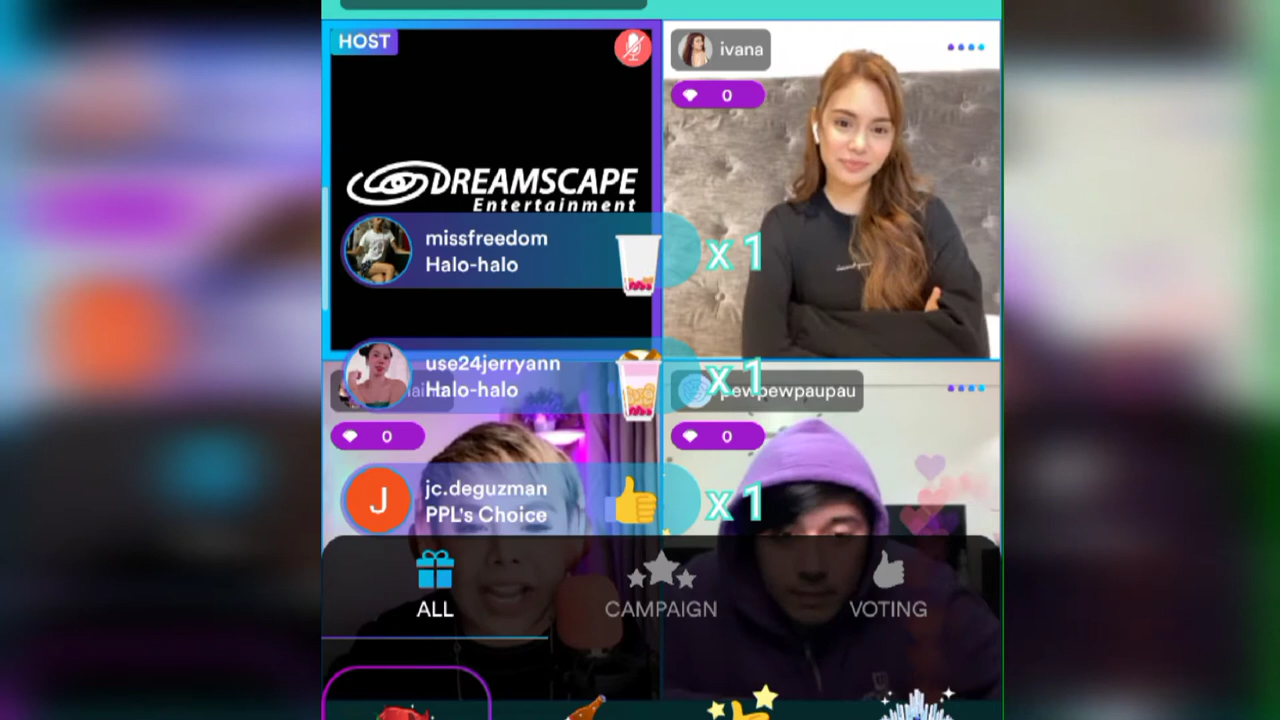 HOST
ivana
0
DREAMSCAPE
Entertainment
missfreedom
Halo-halo
x 1
use24jerryann
Halo-halo
x 1
pewpewpaupau
0
0
jc.deguzman
PPL's Choice
x 1
J
ALL
CAMPAIGN
VOTING